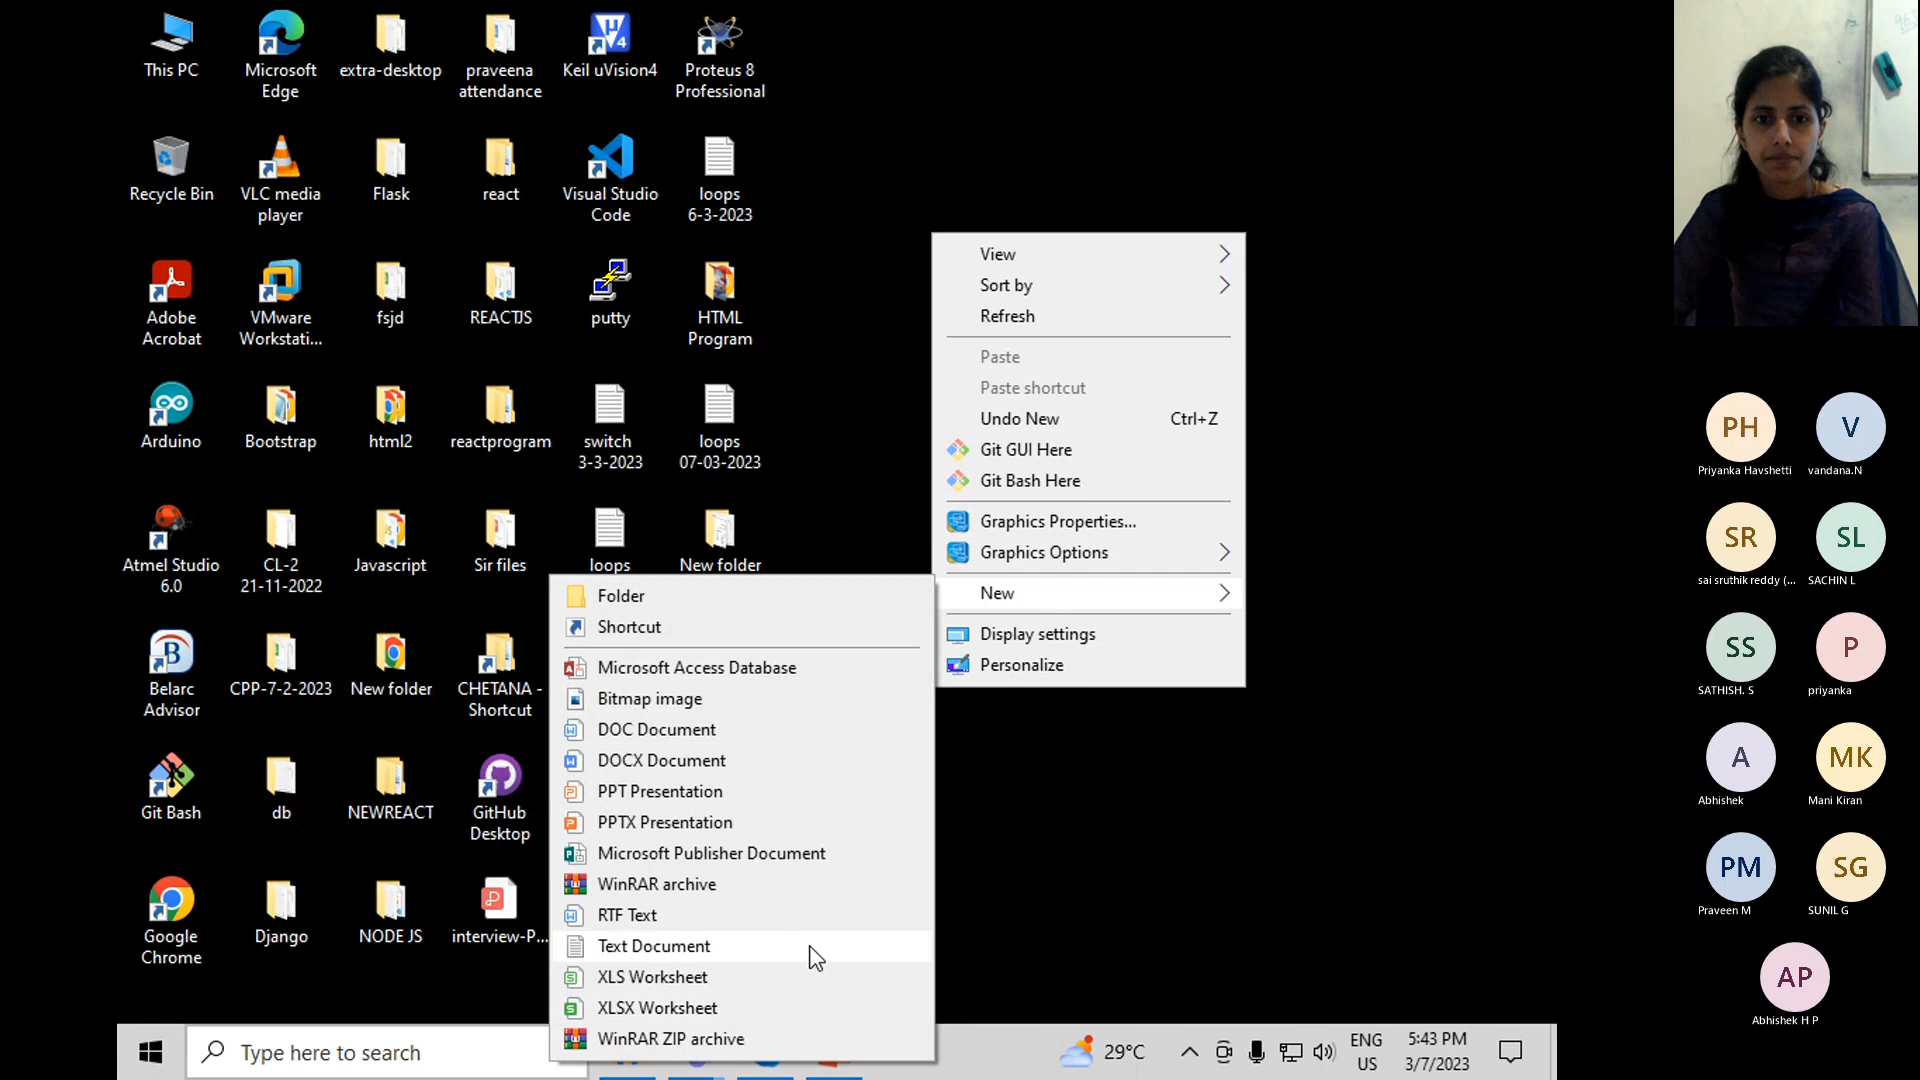 This PC
Microsoft
Edge
extra-desktop
praveena
attendance
Keil uVision4
Proteus 8
Professional
Recycle Bin
VLC media
player
Flask
react
Visual Studio
Code
loops
6-3-2023
Adobe
Acrobat
VMware
Workstati...
fsjd
REACTJS
putty
HTML
Program
Arduino
Bootstrap
html2
reactprogram
switch
3-3-2023
loops
07-03-2023
Atmel Studio
6.0
CL-2
21-11-2022
Javascript
Sir files
loops
New folder
Belarc
Advisor
CPP-7-2-2023
New folder
CHETANA -
Shortcut
Git Bash
db
NEWREACT
GitHub
Desktop
Google
Chrome
Django
NODE JS
interview-P...
View
Sort by
Refresh
Paste
Paste shortcut
Undo New Ctrl+Z
Git GUI Here
Git Bash Here
Graphics Properties...
Graphics Options
New
Display settings
Personalize
Folder
Shortcut
Microsoft Access Database
Bitmap image
DOC Document
DOCX Document
PPT Presentation
PPTX Presentation
Microsoft Publisher Document
WinRAR archive
RTF Text
Text Document
XLS Worksheet
XLSX Worksheet
WinRAR ZIP archive
Type here to search
29°C
ENG
US
5:43 PM
3/7/2023
PH
Priyanka Havshetti
V
vandana.N
SR
sai sruthik reddy (...
SL
SACHIN L
SS
SATHISH. S
P
priyanka
A
Abhishek
MK
Mani Kiran
PM
Praveen M
SG
SUNIL G
AP
Abhishek H P